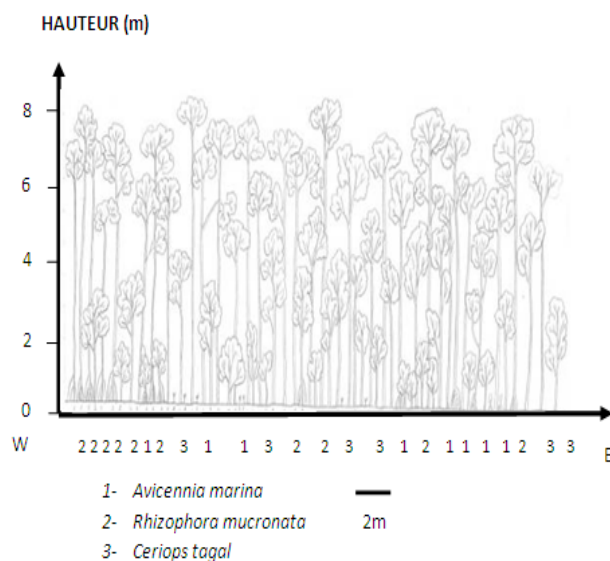 HAUTEUR (m)
8
6
4
2
0
W 2 2 2 2 2 1 2 3 1 1 3 2 2 3 3 1 2 1 1 1 1 2 3 3 E
1- Avicennia marina
2- Rhizophora mucronata 2m
3- Ceriops tagal